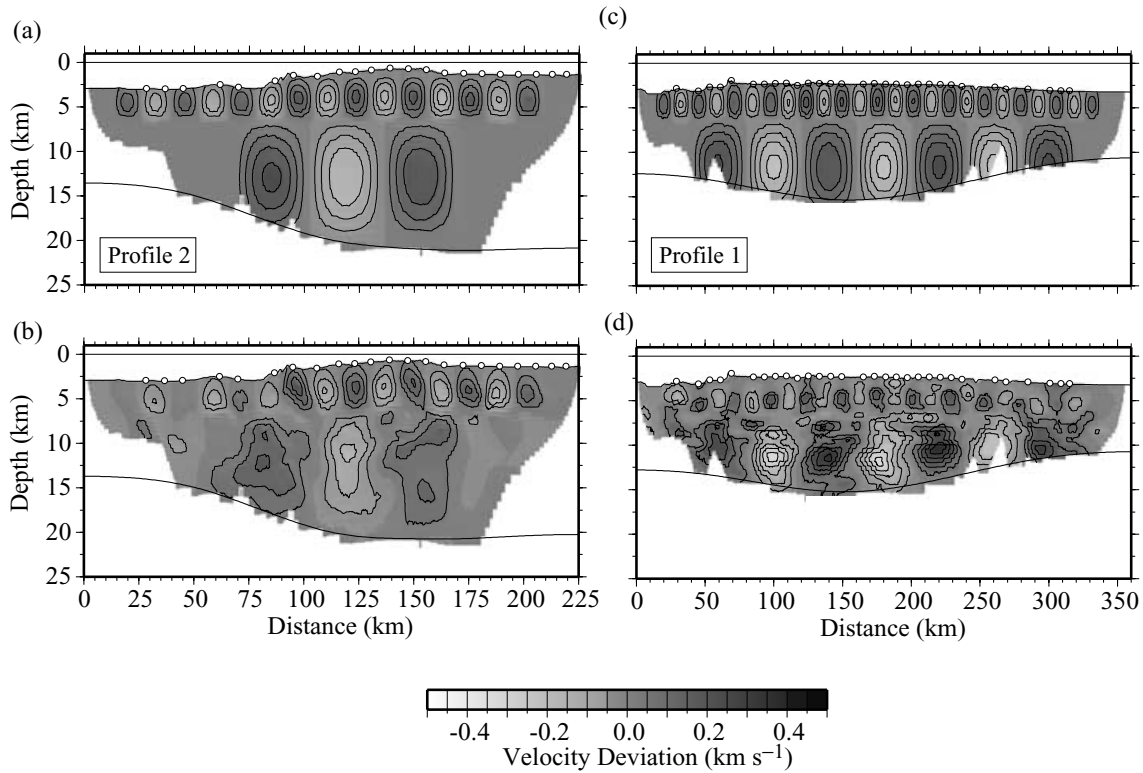 (a)
(c)
0
5
10
15
20
25
Depth (km)
Profile 2
Profile 1
(b)
(d)
0
5
10
15
20
25
Depth (km)
0 25 50 75 100 125 150 175 200 225
Distance (km)
0 50 100 150 200 250 300 350
Distance (km)
-0.4 -0.2 0.0 0.2 0.4
Velocity Deviation (km s⁻¹)